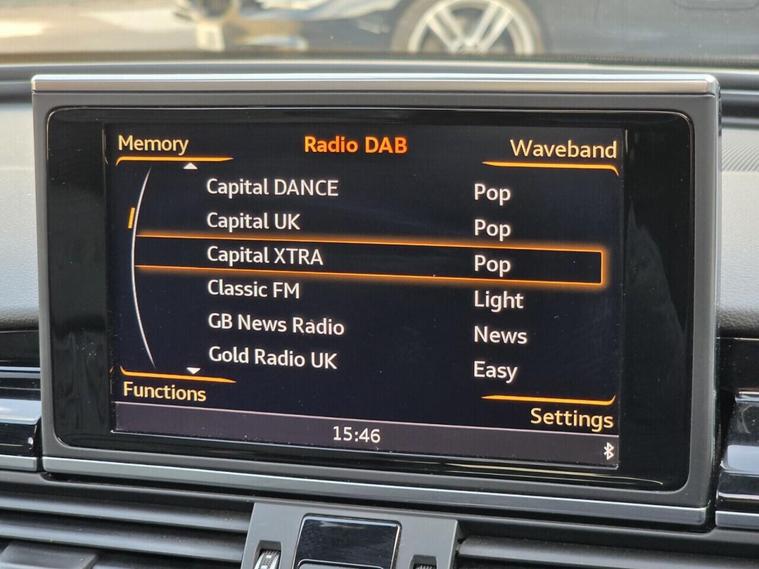 Memory Radio DAB Waveband
Capital DANCE Pop
Capital UK Pop
Capital XTRA Pop
Classic FM Light
GB News Radio News
Gold Radio UK Easy
Functions Settings
15:46